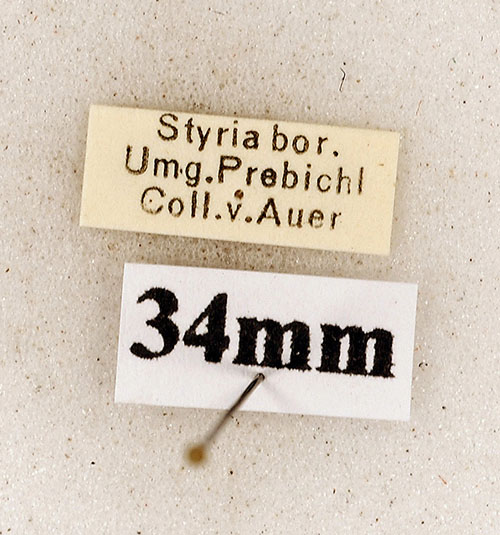 Styria bor.
Umg.Prebichl
Coll.v.Auer
34mm